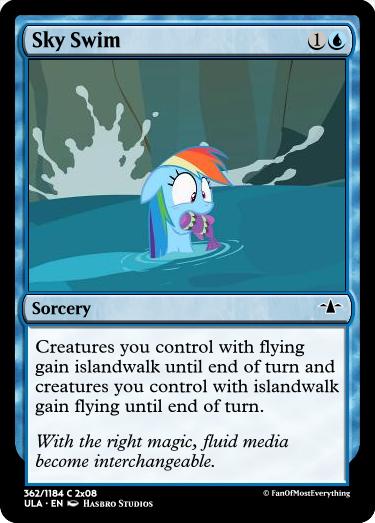 Sky Swim 1
Sorcery
Creatures you control with flying
gain islandwalk until end of turn and
creatures you control with islandwalk
gain flying until end of turn.
With the right magic, fluid media
become interchangeable.
362/1184 C 2x08
ULA • EN Hasbro Studios
© FanOfMostEverything